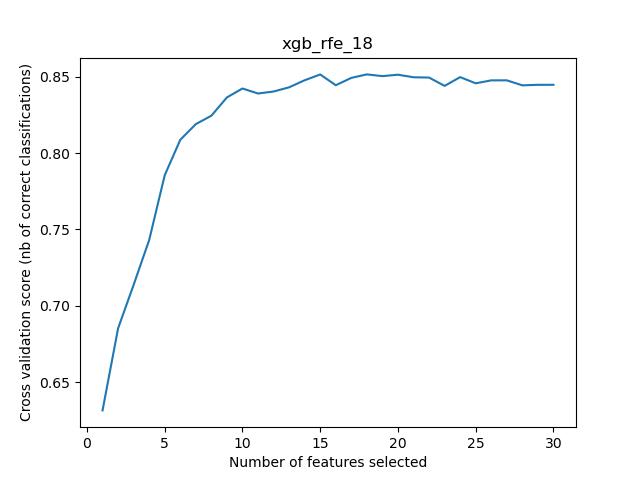 xgb_rfe_18
Cross validation score (nb of correct classifications)
0.85
0.80
0.75
0.70
0.65
0 5 10 15 20 25 30
Number of features selected